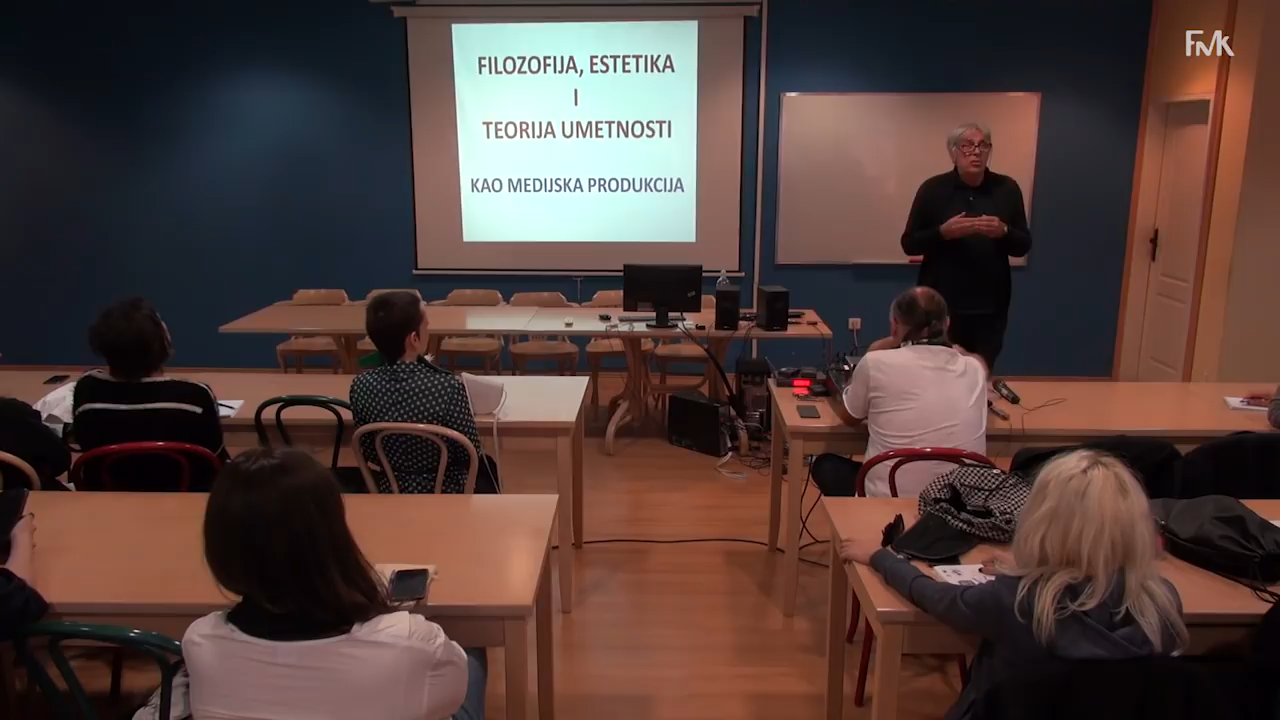 FILOZOFIJA, ESTETIKA
I
TEORIJA UMETNOSTI
KAO MEDIJSKA PRODUKCIJA
FMK